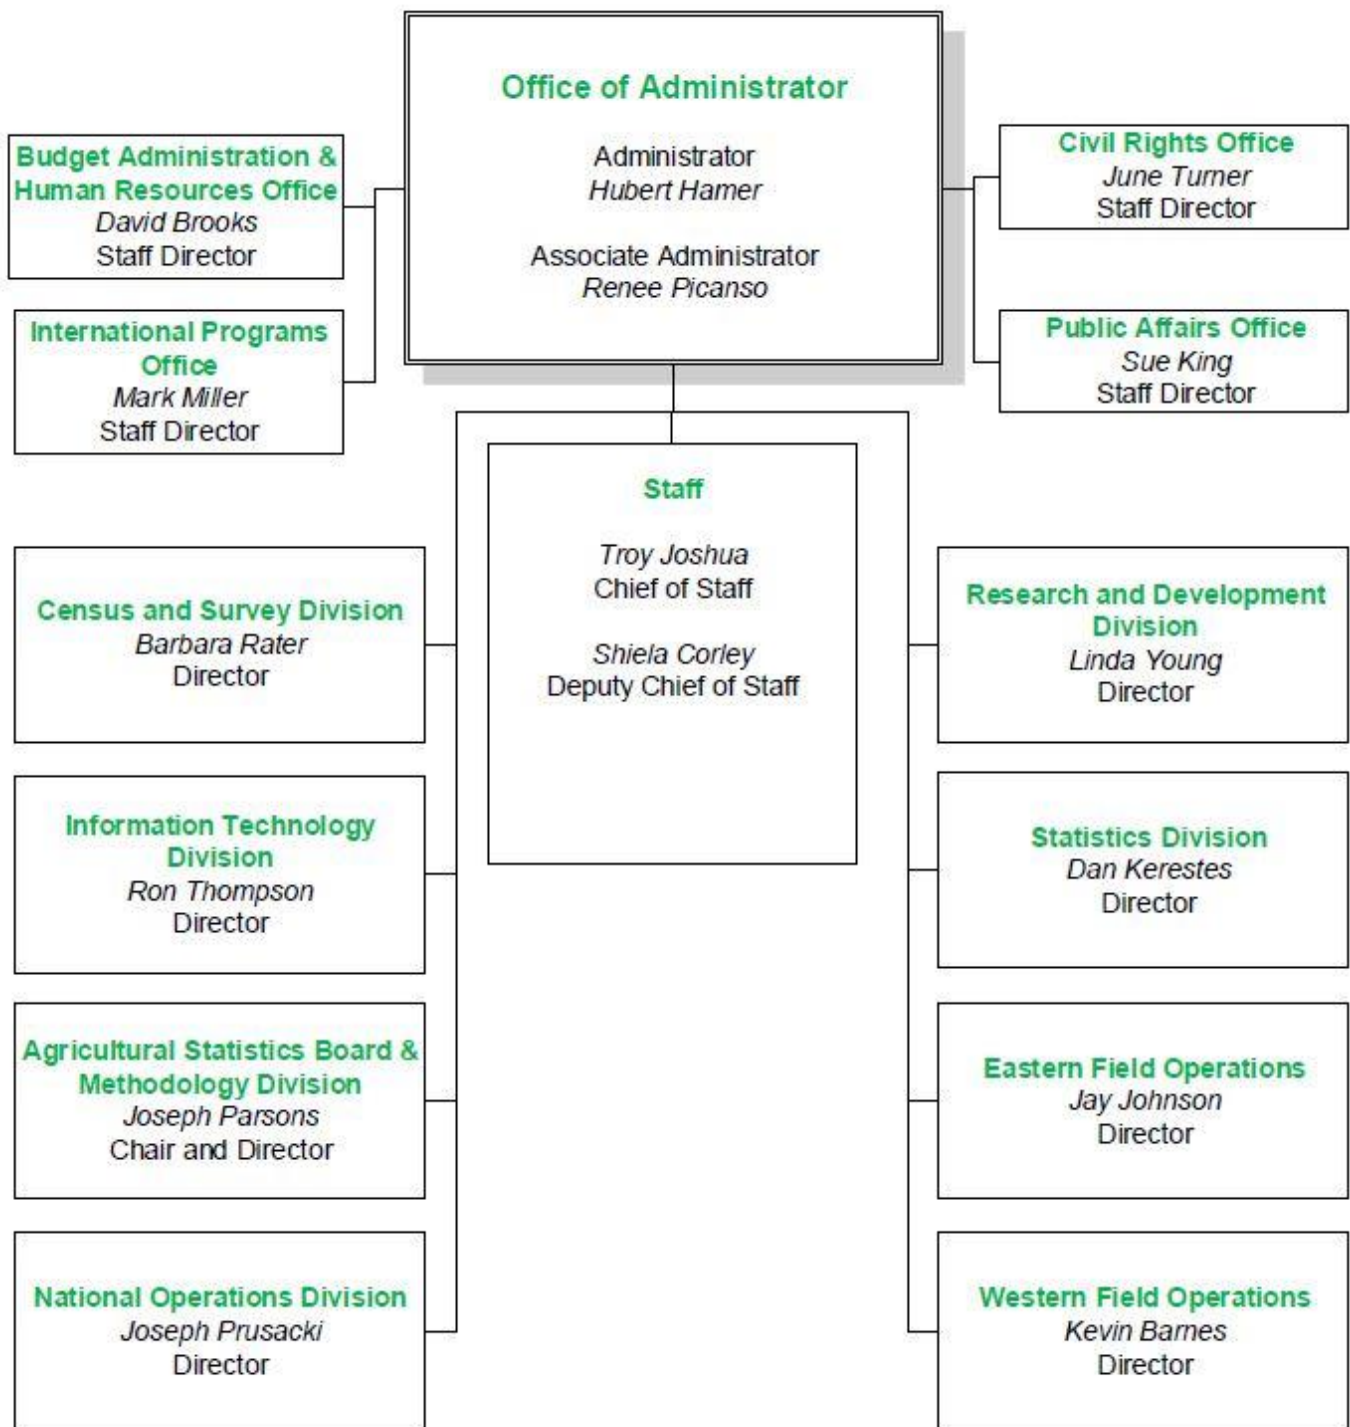 Office of Administrator
Administrator
Hubert Hamer
Associate Administrator
Renee Picanso
Budget Administration &
Human Resources Office
David Brooks
Staff Director
International Programs
Office
Mark Miller
Staff Director
Civil Rights Office
June Turner
Staff Director
Public Affairs Office
Sue King
Staff Director
Staff
Troy Joshua
Chief of Staff
Shiela Corley
Deputy Chief of Staff
Census and Survey Division
Barbara Rater
Director
Information Technology
Division
Ron Thompson
Director
Agricultural Statistics Board &
Methodology Division
Joseph Parsons
Chair and Director
National Operations Division
Joseph Prusacki
Director
Research and Development
Division
Linda Young
Director
Statistics Division
Dan Kerestes
Director
Eastern Field Operations
Jay Johnson
Director
Western Field Operations
Kevin Barnes
Director